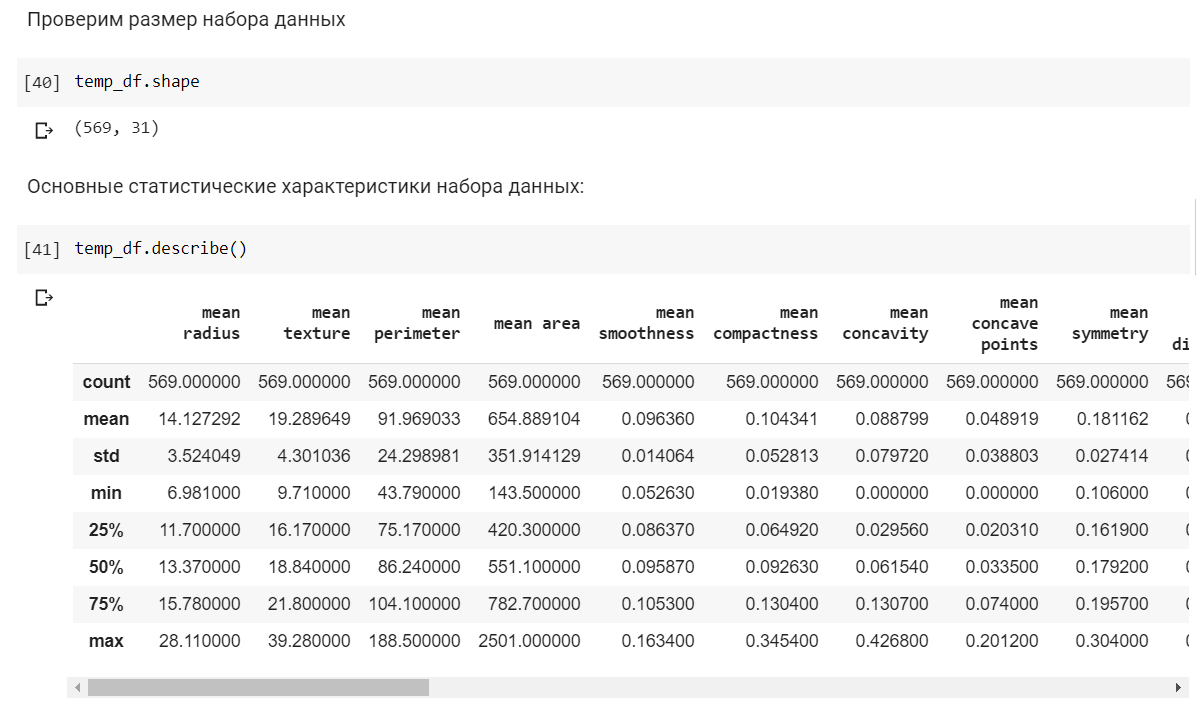 Проверим размер набора данных
[40] temp_df.shape
(569, 31)
Основные статистические характеристики набора данных:
[41] temp_df.describe()
mean radius mean texture mean perimeter mean area mean smoothness mean compactness mean concavity mean concave points mean symmetry di
count 569.000000 569.000000 569.000000 569.000000 569.000000 569.000000 569.000000 569.000000 569.000000 569
mean 14.127292 19.289649 91.969033 654.889104 0.096360 0.104341 0.088799 0.048919 0.181162
std 3.524049 4.301036 24.298981 351.914129 0.014064 0.052813 0.079720 0.038803 0.027414
min 6.981000 9.710000 43.790000 143.500000 0.052630 0.019380 0.000000 0.000000 0.106000
25% 11.700000 16.170000 75.170000 420.300000 0.086370 0.064920 0.029560 0.020310 0.161900
50% 13.370000 18.840000 86.240000 551.100000 0.095870 0.092630 0.061540 0.033500 0.179200
75% 15.780000 21.800000 104.100000 782.700000 0.105300 0.130400 0.130700 0.074000 0.195700
max 28.110000 39.280000 188.500000 2501.000000 0.163400 0.345400 0.426800 0.201200 0.304000